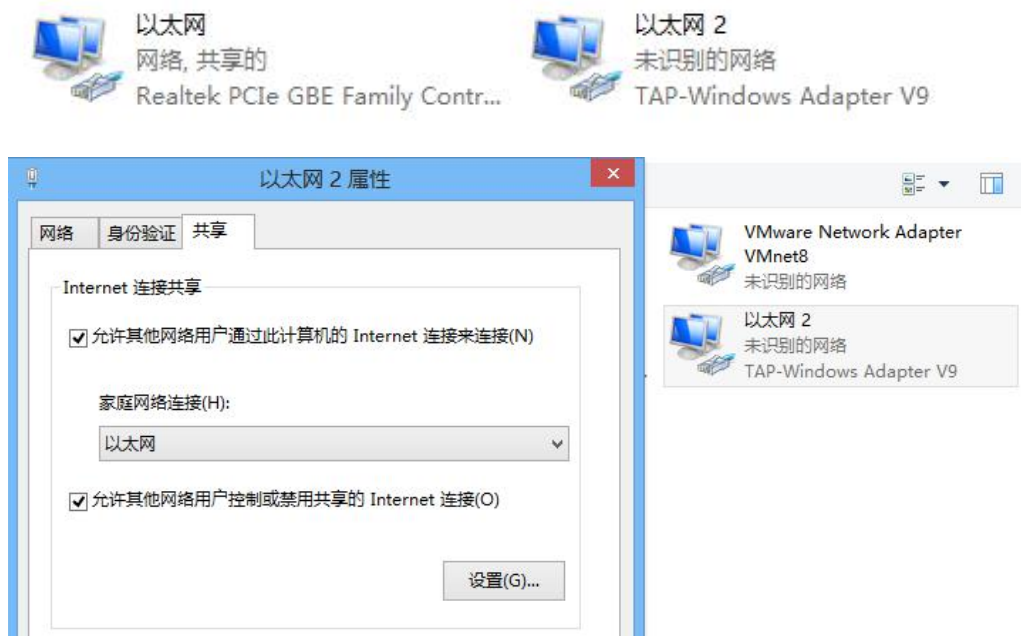 以太网
网络, 共享的
Realtek PCIe GBE Family Contr...
以太网 2
未识别的网络
TAP-Windows Adapter V9
以太网 2 属性
网络
身份验证
共享
Internet 连接共享
允许其他网络用户通过此计算机的 Internet 连接来连接(N)
家庭网络连接(H):
以太网
允许其他网络用户控制或禁用共享的 Internet 连接(O)
设置(G)...
VMware Network Adapter
VMnet8
未识别的网络
以太网 2
未识别的网络
TAP-Windows Adapter V9